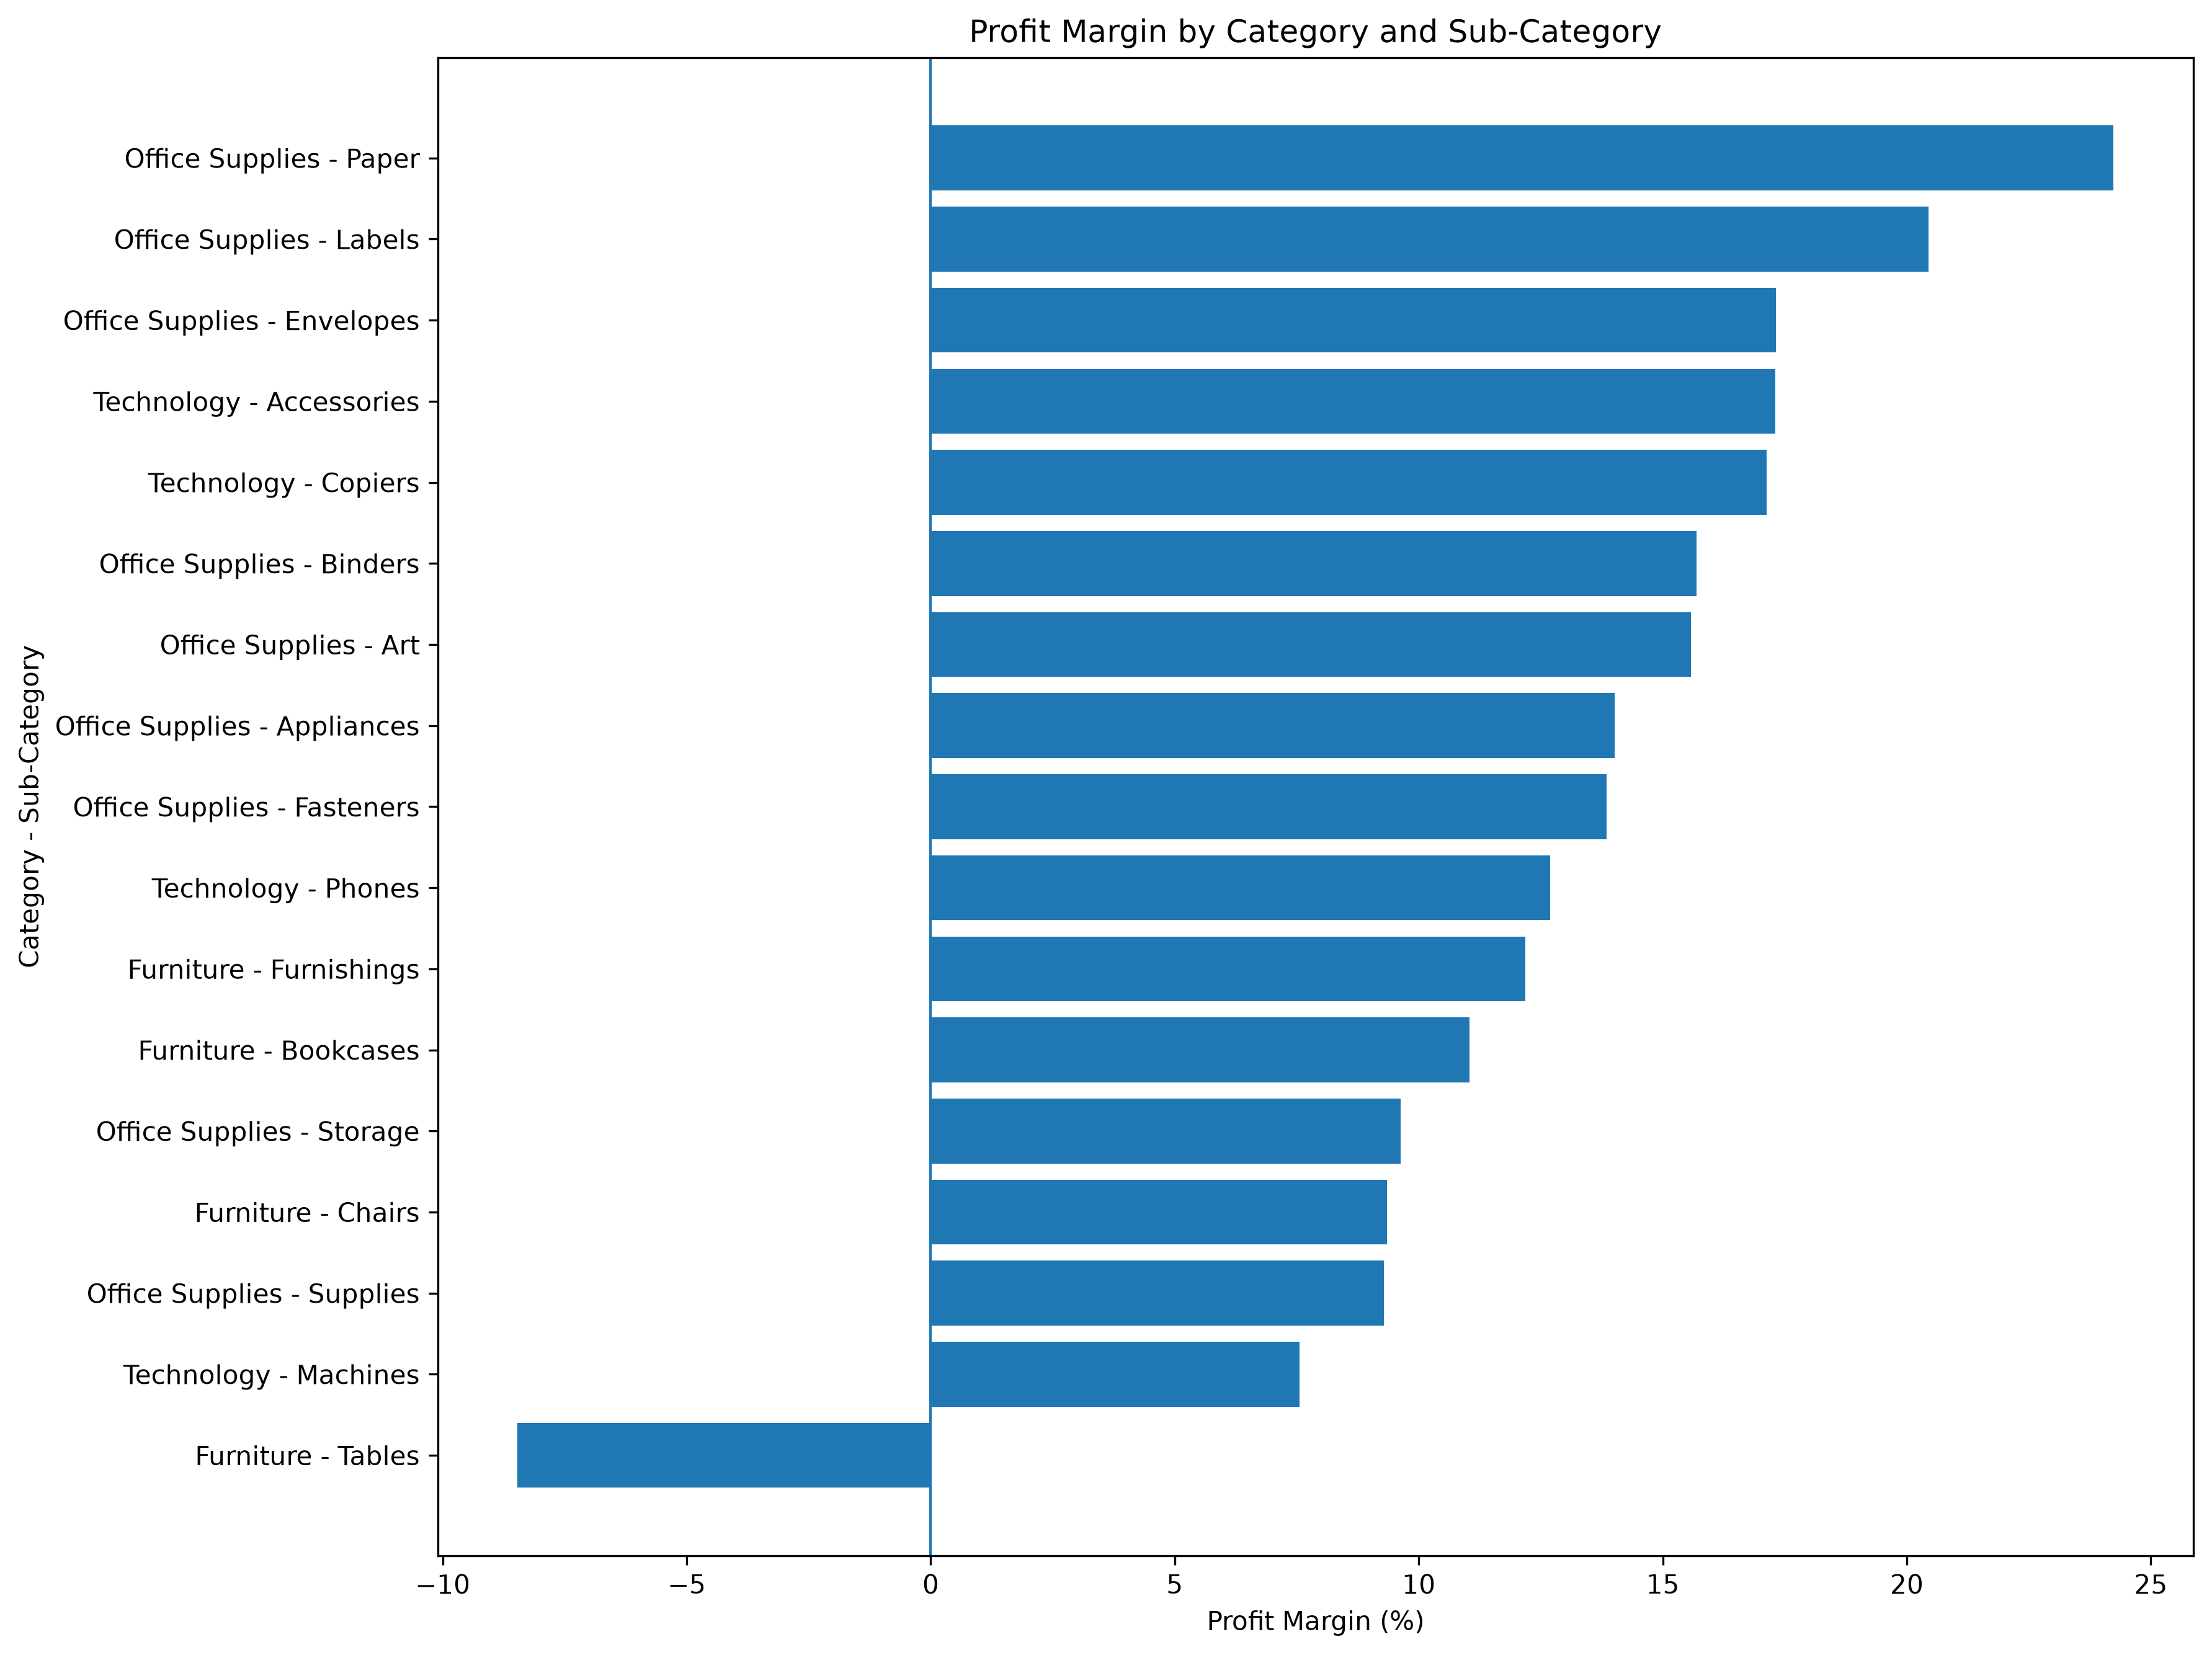 Profit Margin by Category and Sub-Category
Category - Sub-Category
Office Supplies - Paper
Office Supplies - Labels
Office Supplies - Envelopes
Technology - Accessories
Technology - Copiers
Office Supplies - Binders
Office Supplies - Art
Office Supplies - Appliances
Office Supplies - Fasteners
Technology - Phones
Furniture - Furnishings
Furniture - Bookcases
Office Supplies - Storage
Furniture - Chairs
Office Supplies - Supplies
Technology - Machines
Furniture - Tables
−10 −5 0 5 10 15 20 25
Profit Margin (%)